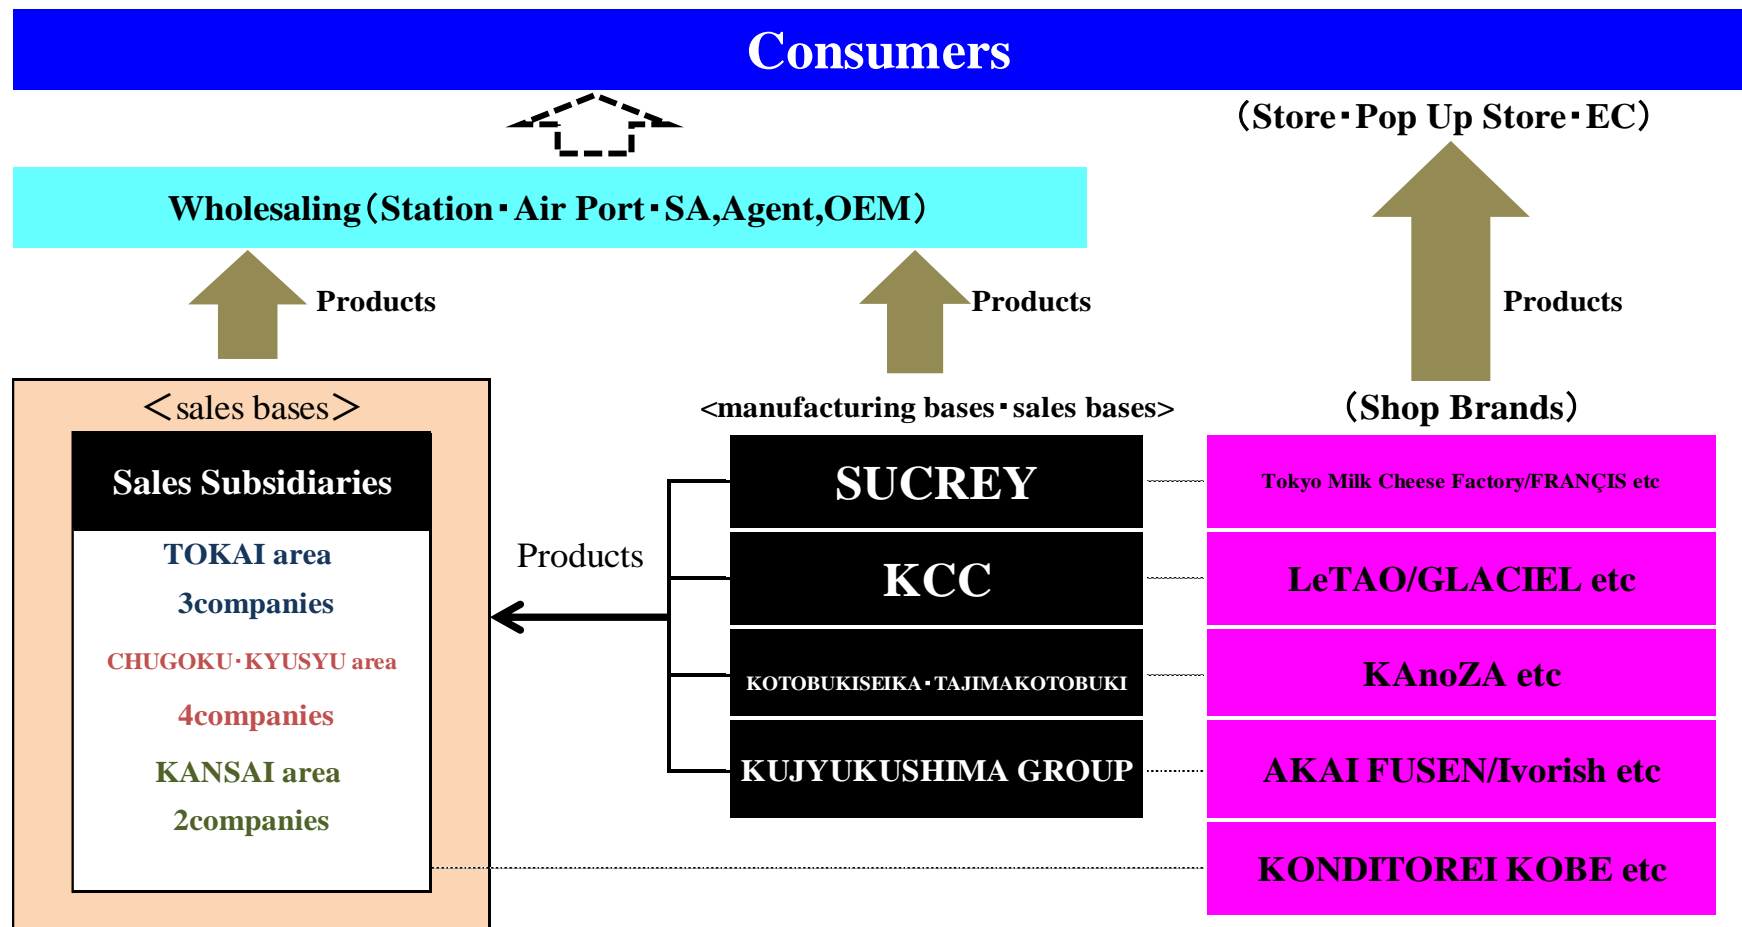 Consumers
（Store・Pop Up Store・EC）
Wholesaling（Station・Air Port・SA,Agent,OEM）
Products
Products
Products
＜sales bases＞
<manufacturing bases・sales bases>
（Shop Brands）
Sales Subsidiaries
TOKAI area
3companies
CHUGOKU・KYUSYU area
4companies
KANSAI area
2companies
Products
SUCREY
KCC
KOTOBUKISEIKA・TAJIMAKOTOBUKI
KUJYUKUSHIMA GROUP
Tokyo Milk Cheese Factory/FRANÇIS etc
LeTAO/GLACIEL etc
KAnoZA etc
AKAI FUSEN/Ivorish etc
KONDITOREI KOBE etc